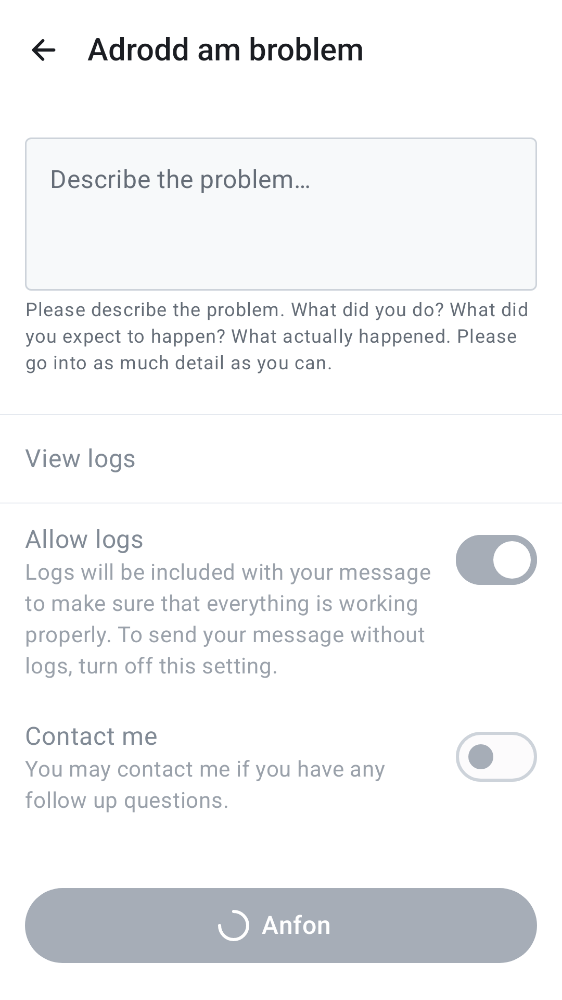 Adrodd am broblem
Describe the problem…
Please describe the problem. What did you do? What did
you expect to happen? What actually happened. Please
go into as much detail as you can.
View logs
Allow logs
Logs will be included with your message
to make sure that everything is working
properly. To send your message without
logs, turn off this setting.
Contact me
You may contact me if you have any
follow up questions.
Anfon